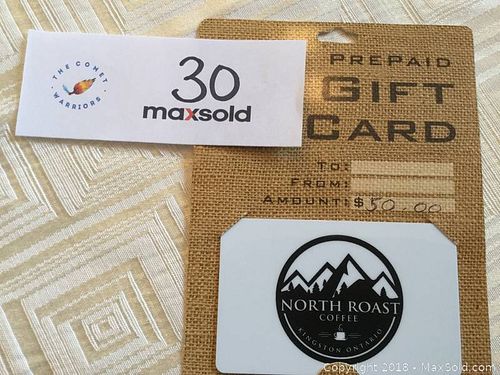 THE COMET
WARRIORS
30
maxsold
PREPAID
GIFT
CARD
TO:
FROM:
AMOUNT: $50.00
NORTH ROAST
COFFEE
KINGSTON ONTARIO
Copyright 2018 - MaxSold.com